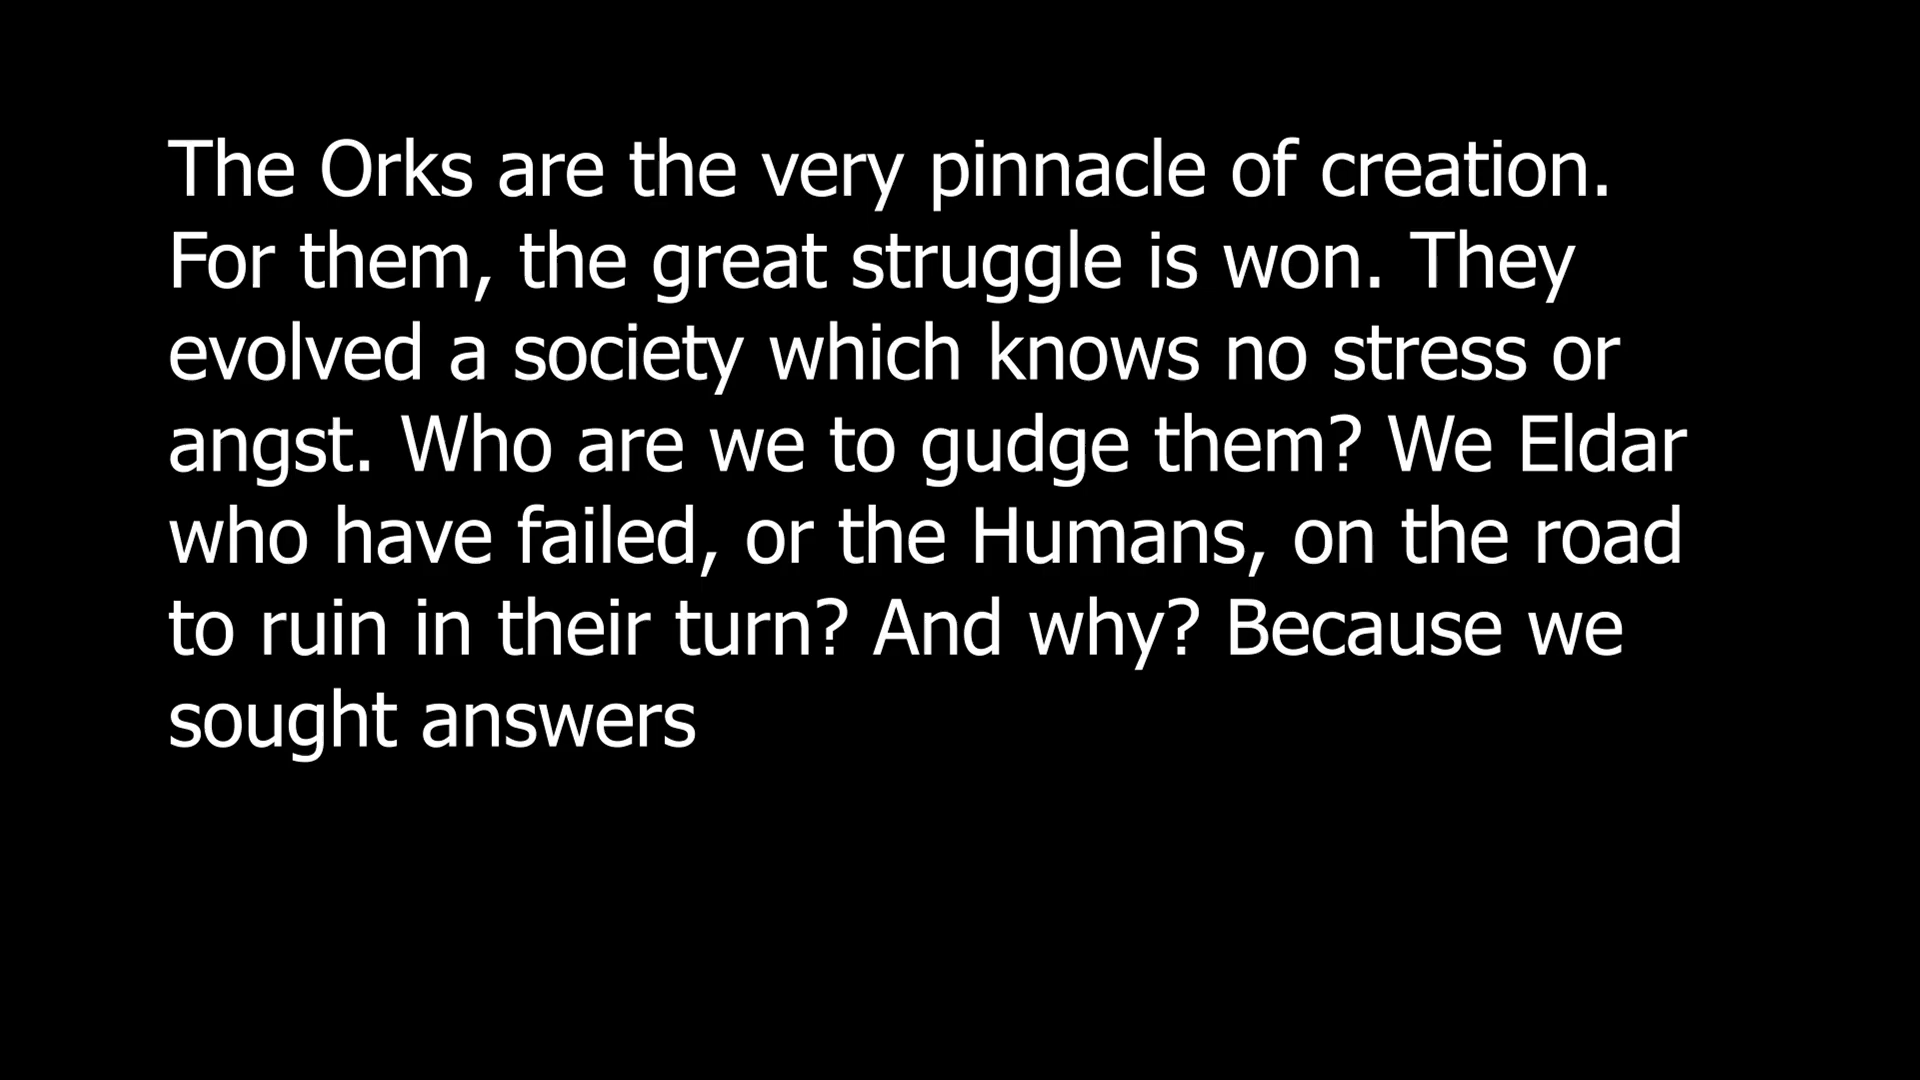 The Orks are the very pinnacle of creation.
For them, the great struggle is won. They
evolved a society which knows no stress or
angst. Who are we to gudge them? We Eldar
who have failed, or the Humans, on the road
to ruin in their turn? And why? Because we
sought answers